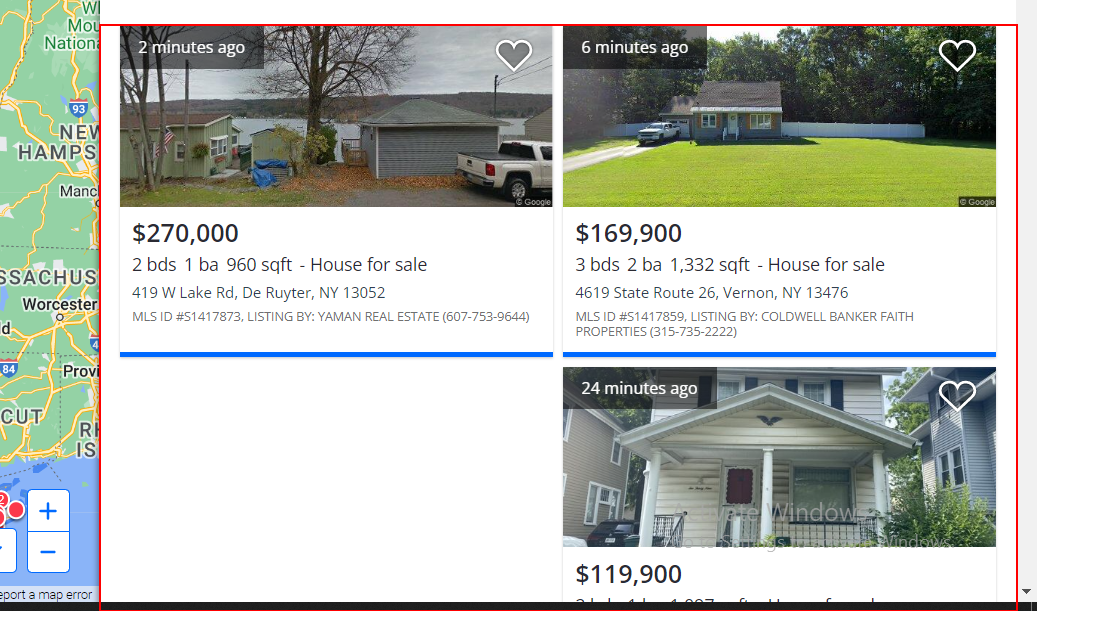 WI
Mou
Nationa
93
NEW
HAMPS
Manc
SSACHUS
Worcester
ld
84
Provi
CUT
RH
IS
2
+
−
eport a map error
2 minutes ago
© Google
$270,000
2 bds 1 ba 960 sqft - House for sale
419 W Lake Rd, De Ruyter, NY 13052
MLS ID #S1417873, LISTING BY: YAMAN REAL ESTATE (607-753-9644)
6 minutes ago
© Google
$169,900
3 bds 2 ba 1,332 sqft - House for sale
4619 State Route 26, Vernon, NY 13476
MLS ID #S1417859, LISTING BY: COLDWELL BANKER FAITH
PROPERTIES (315-735-2222)
24 minutes ago
Activate Windows
Go to Settings to activate Windows.
$119,900